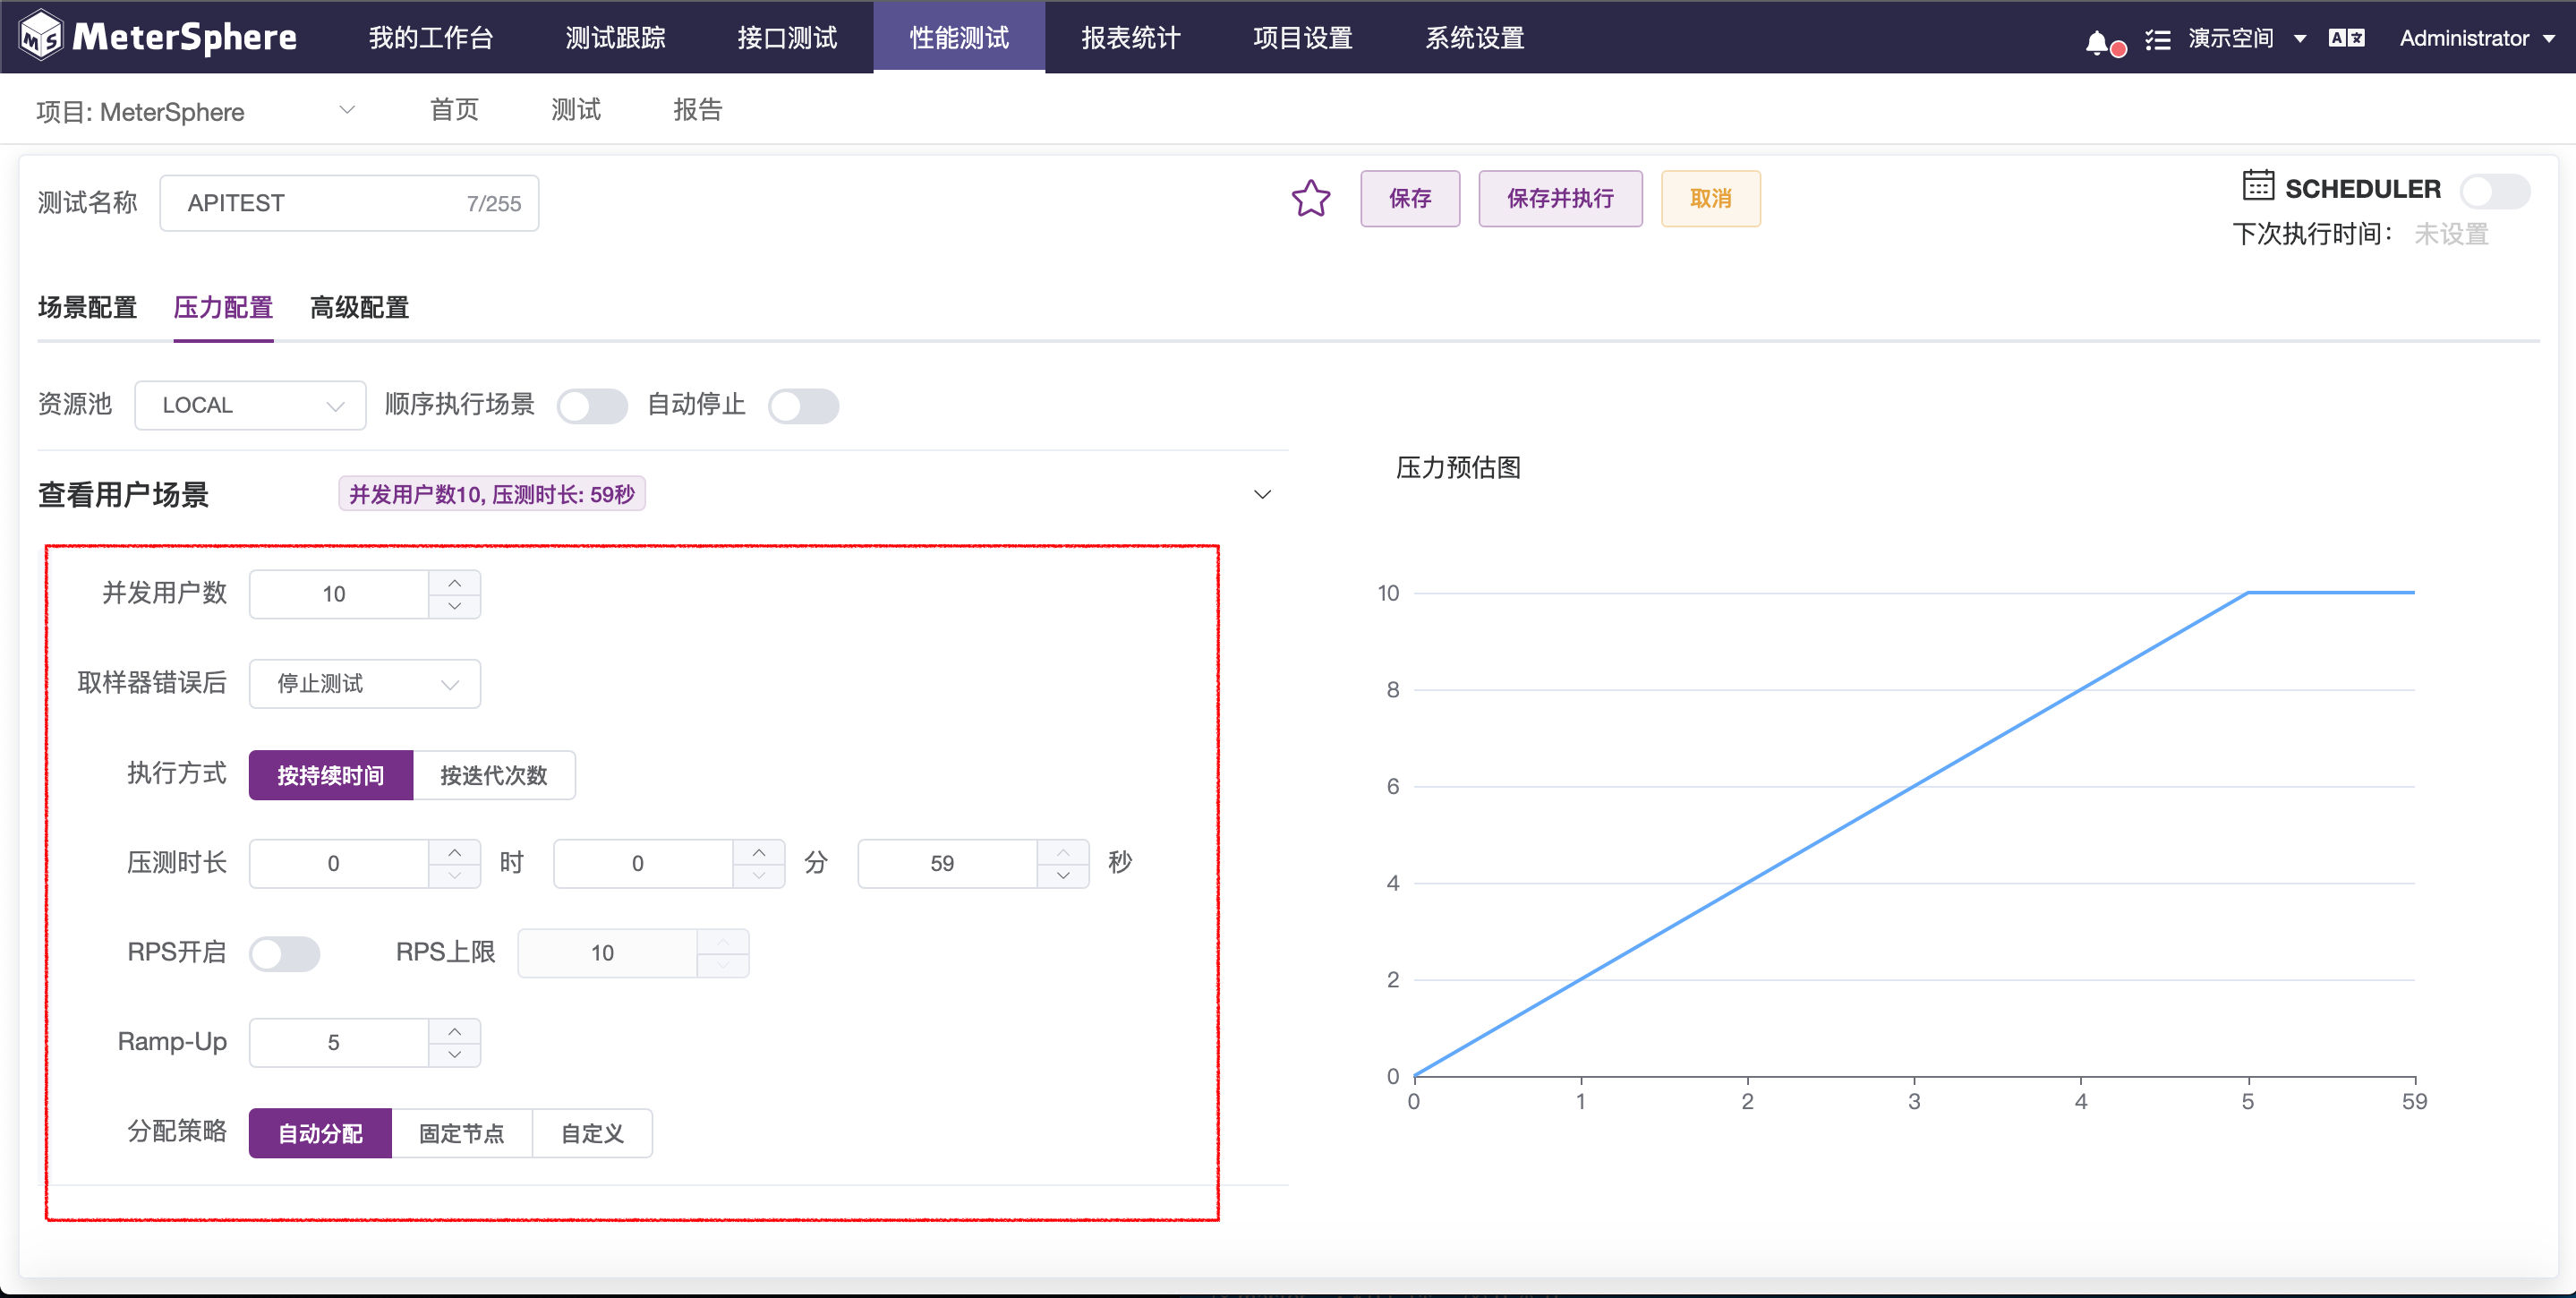 MeterSphere 我的工作台 测试跟踪 接口测试 性能测试 报表统计 项目设置 系统设置 演示空间 Administrator
项目: MeterSphere 首页 测试 报告
测试名称 APITEST 7/255 保存 保存并执行 取消 SCHEDULER
下次执行时间： 未设置
场景配置 压力配置 高级配置
资源池 LOCAL 顺序执行场景 自动停止
查看用户场景 并发用户数10, 压测时长: 59秒
压力预估图
并发用户数 10
取样器错误后 停止测试
执行方式 按持续时间 按迭代次数
压测时长 0 时 0 分 59 秒
RPS开启 RPS上限 10
Ramp-Up 5
分配策略 自动分配 固定节点 自定义
10
8
6
4
2
0
0 1 2 3 4 5 59